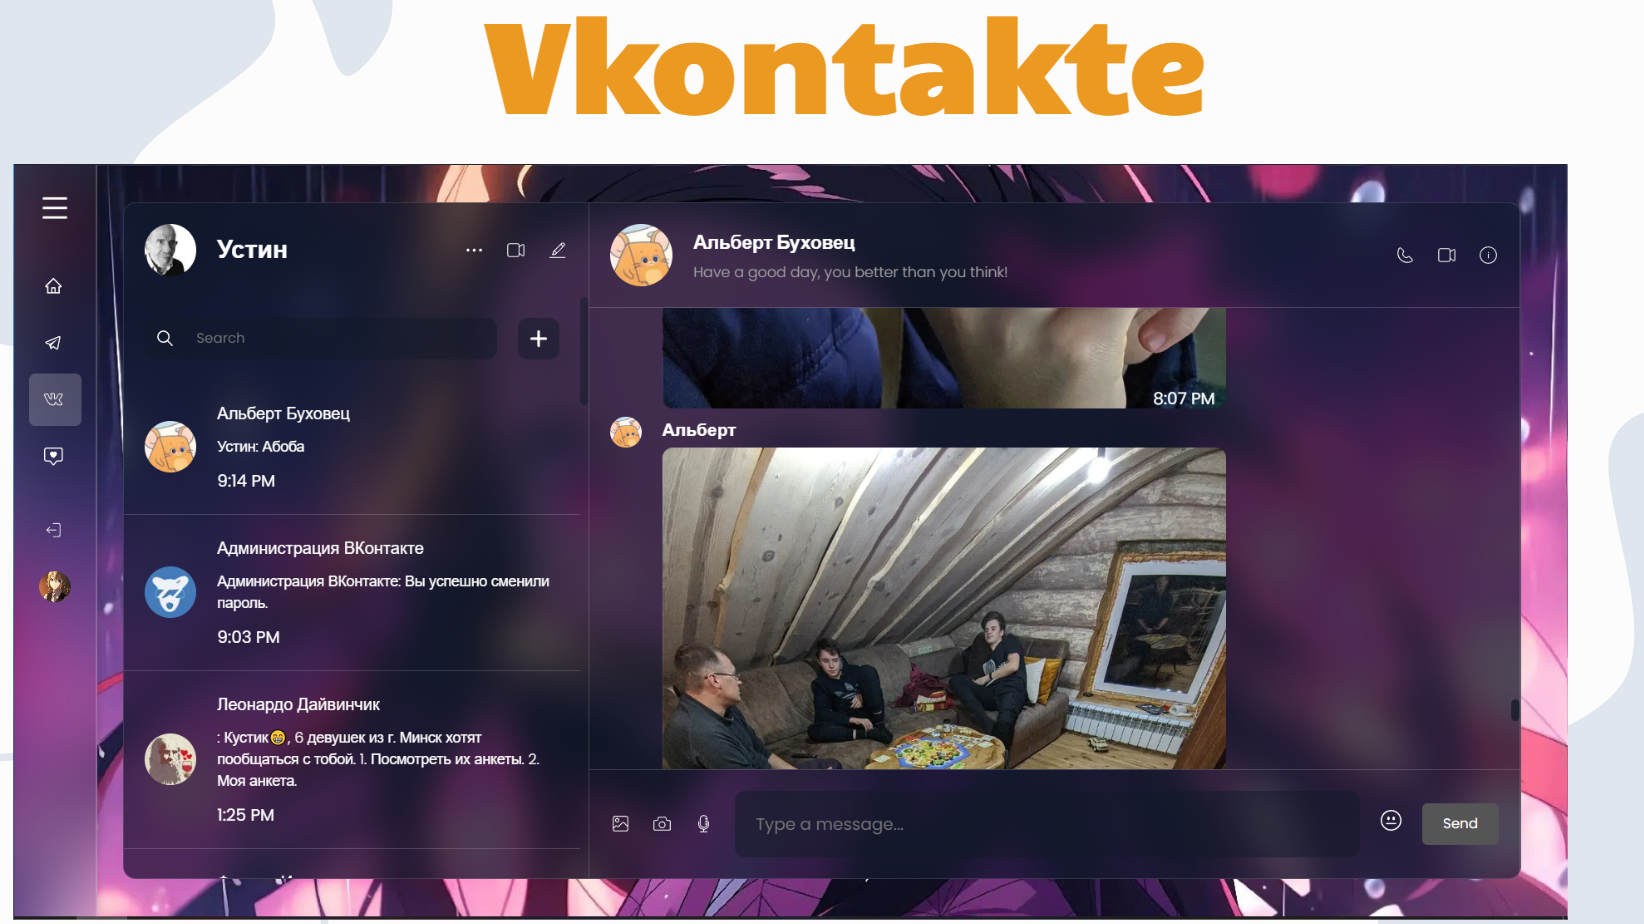 Vkontakte
Устин
Search
Альберт Буховец
Устин: Абоба
9:14 PM
Администрация ВКонтакте
Администрация ВКонтакте: Вы успешно сменили
пароль.
9:03 PM
Леонардо Дайвинчик
: Кустик😁, 6 девушек из г. Минск хотят
пообщаться с тобой. 1. Посмотреть их анкеты. 2.
Моя анкета.
1:25 PM
Альберт Буховец
Have a good day, you better than you think!
8:07 PM
Альберт
Type a message...
Send